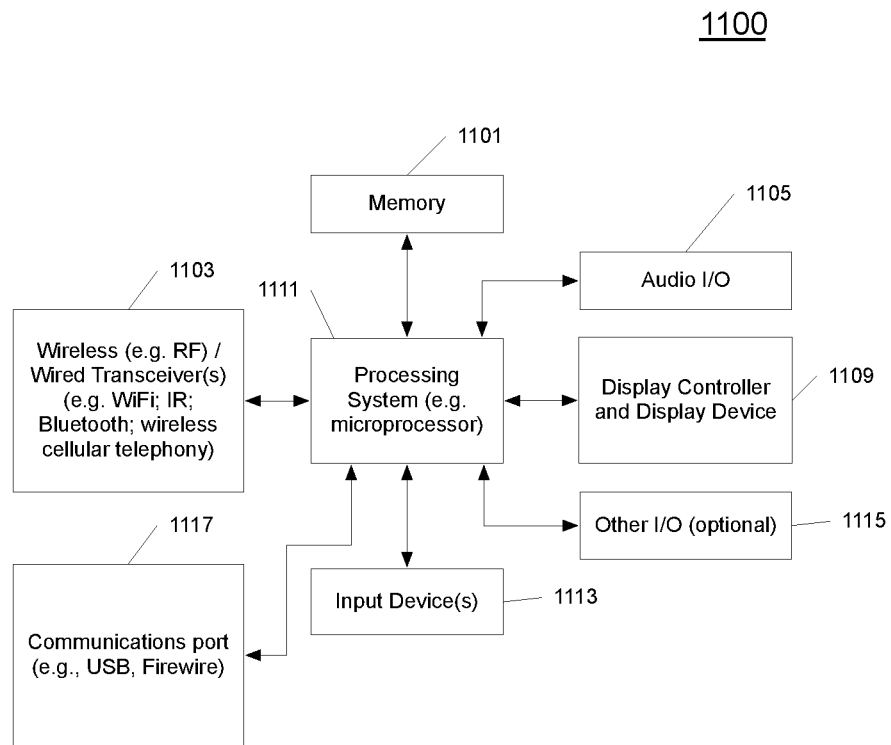 1100
1101
Memory
1105
Audio I/O
1103
1111
Wireless (e.g. RF) /
Wired Transceiver(s)
(e.g. WiFi; IR;
Bluetooth; wireless
cellular telephony)
Processing
System (e.g.
microprocessor)
1109
Display Controller
and Display Device
1117
Other I/O (optional)
1115
Input Device(s)
1113
Communications port
(e.g., USB, Firewire)